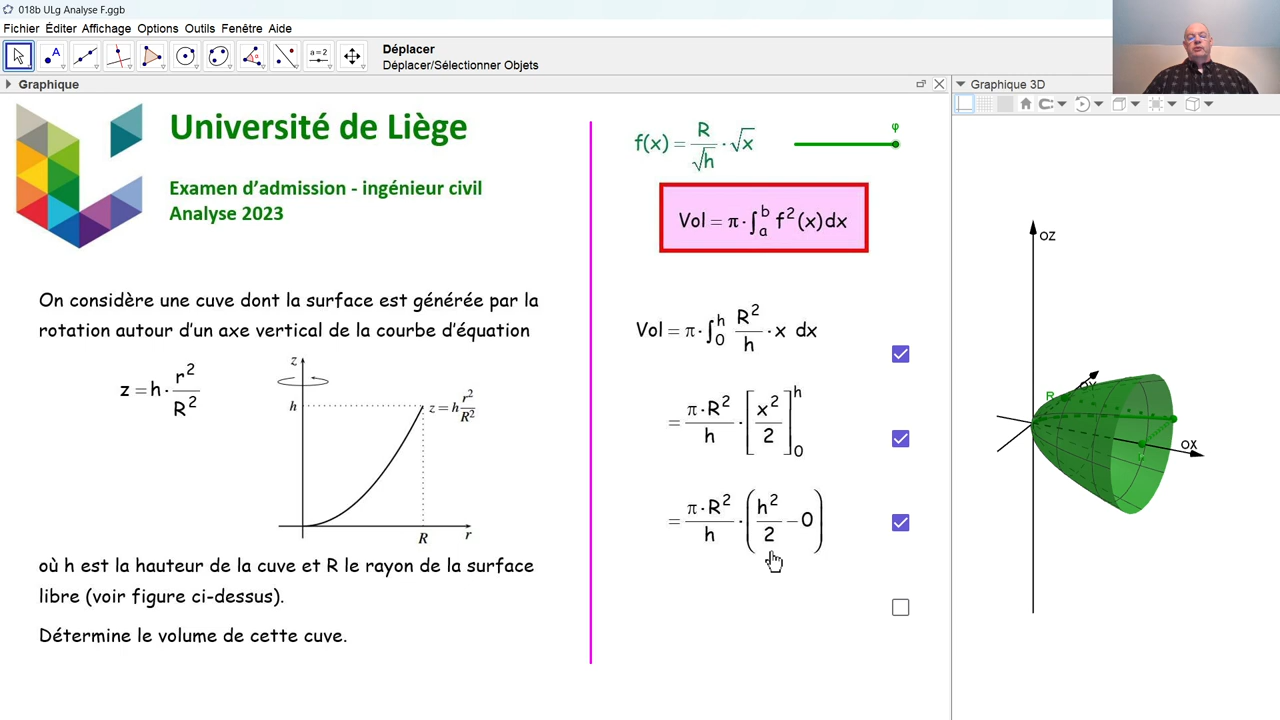 018b ULg Analyse F.ggb
Fichier Éditer Affichage Options Outils Fenêtre Aide
A
a=2
Déplacer
Déplacer/Sélectionner Objets
Graphique
Graphique 3D
Université de Liège
Examen d'admission - ingénieur civil
Analyse 2023
On considère une cuve dont la surface est générée par la
rotation autour d'un axe vertical de la courbe d'équation
z = h · r²/R²
z
h
z = h r²/R²
R
r
où h est la hauteur de la cuve et R le rayon de la surface
libre (voir figure ci-dessus).
Détermine le volume de cette cuve.
f(x) = R/√h · √x
φ
Vol = π · ∫ₐᵇ f²(x)dx
Vol = π · ∫₀ʰ R²/h · x dx
= π·R²/h · [x²/2]₀ʰ
= π·R²/h · (h²/2 − 0)
OZ
R
OY
OX